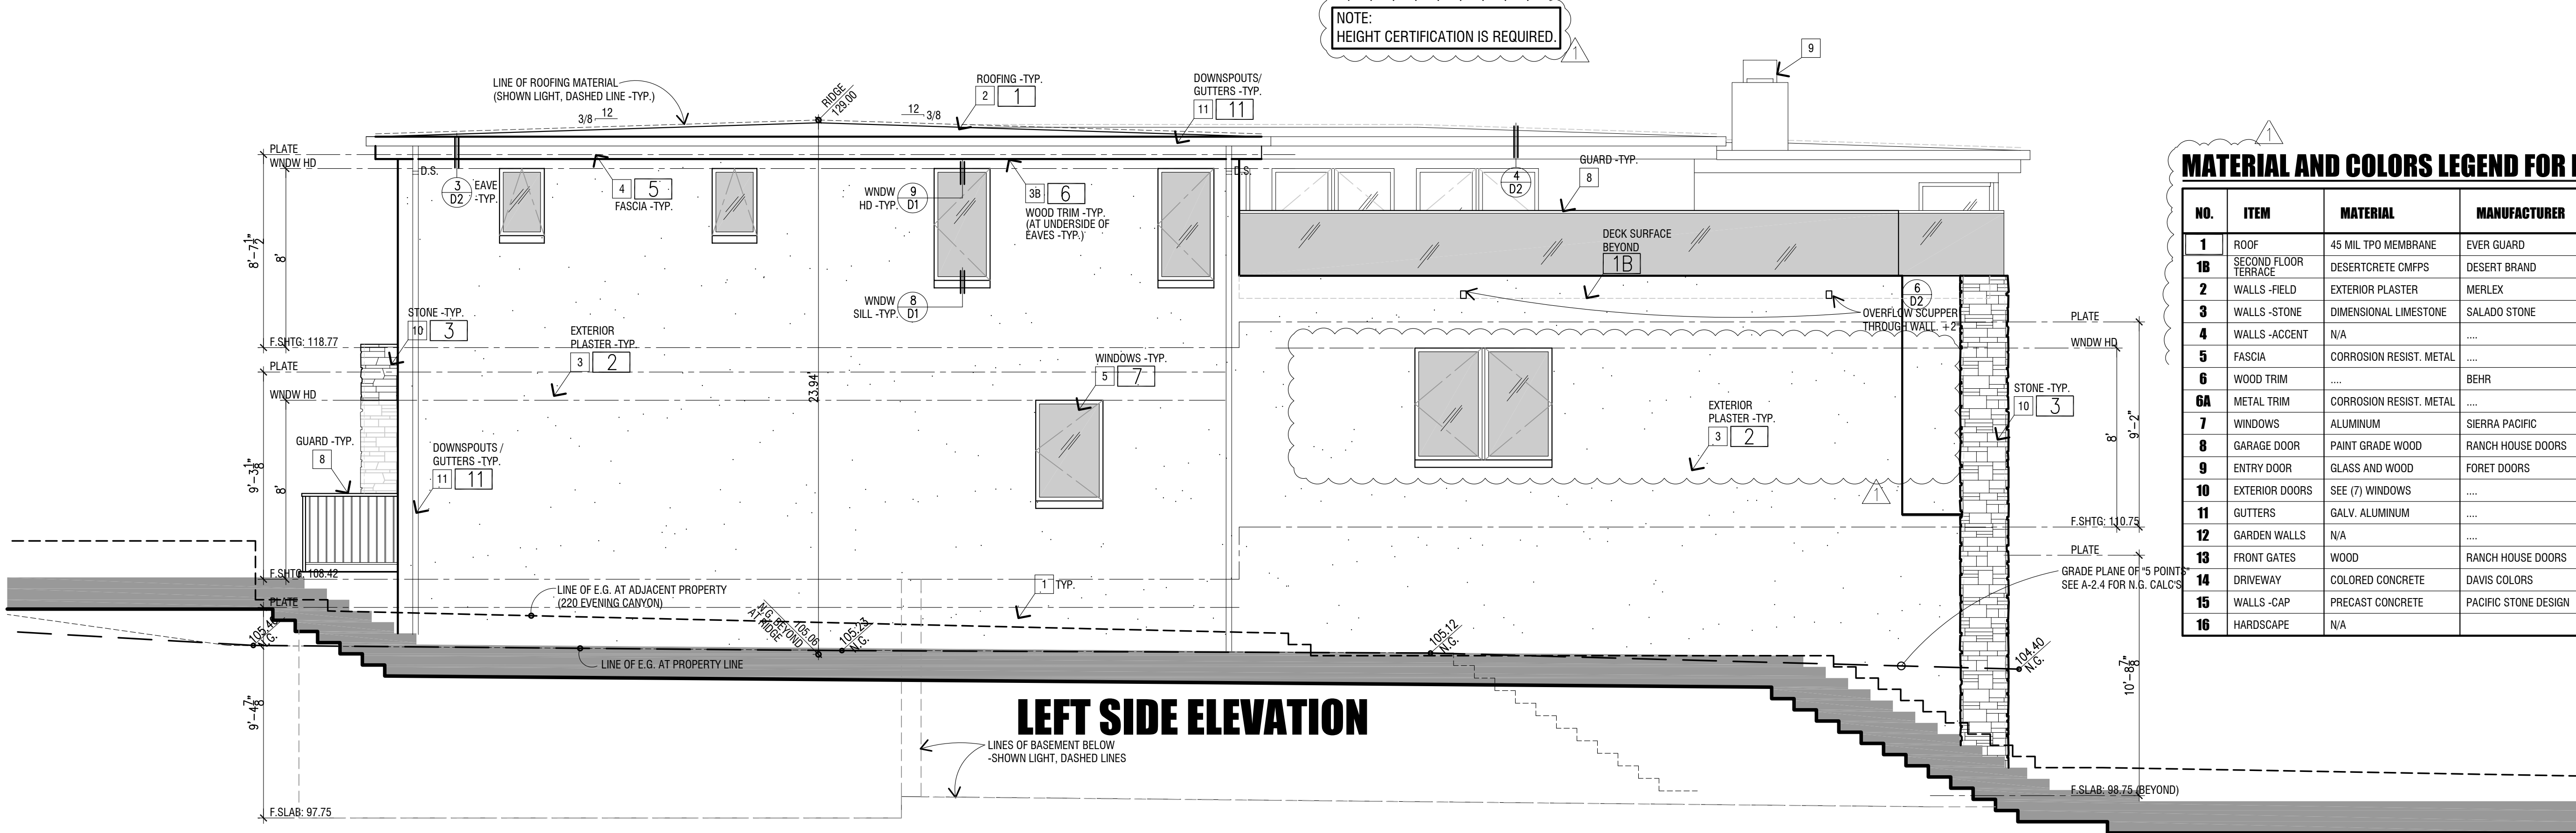 NOTE:
HEIGHT CERTIFICATION IS REQUIRED.
1
9
LINE OF ROOFING MATERIAL
(SHOWN LIGHT, DASHED LINE -TYP.)
3/8 12
RIDGE
129.00
12 3/8
ROOFING -TYP.
2 1
DOWNSPOUTS/
GUTTERS -TYP.
11 11
PLATE
WNDW HD
D.S.
3
D2
EAVE
-TYP.
4 5
FASCIA -TYP.
WNDW
HD -TYP.
9
D1
3B 6
WOOD TRIM -TYP.
(AT UNDERSIDE OF
EAVES -TYP.)
D.S.
4
D2
GUARD -TYP.
8
DECK SURFACE
BEYOND
1B
8'-7 1/2"
8'
WNDW
SILL -TYP.
8
D1
6
D2
OVERFLOW SCUPPER
THROUGH WALL. +2"
STONE -TYP.
10 3
F.SHTG: 118.77
EXTERIOR
PLASTER -TYP.
3 2
PLATE
WNDW HD
WINDOWS -TYP.
5 7
23.94'
PLATE
WNDW HD
EXTERIOR
PLASTER -TYP.
3 2
STONE -TYP.
10 3
8'
9'-2"
GUARD -TYP.
8
DOWNSPOUTS /
GUTTERS -TYP.
11 11
9'-3 1/8"
8'
1
F.SHTG: 110.75
PLATE
GRADE PLANE OF "5 POINTS"
SEE A-2.4 FOR N.G. CALC'S
F.SHTG: 108.42
PLATE
LINE OF E.G. AT ADJACENT PROPERTY
(220 EVENING CANYON)
1 TYP.
105.46
N.G.
N.G. BEYOND
AT RIDGE
105.06
105.23
N.G.
105.12
N.G.
104.40
N.G.
LINE OF E.G. AT PROPERTY LINE
9'-4 7/8"
10'-8 7/8"
LEFT SIDE ELEVATION
LINES OF BASEMENT BELOW
-SHOWN LIGHT, DASHED LINES
F.SLAB: 97.75
F.SLAB: 98.75 (BEYOND)
1
MATERIAL AND COLORS LEGEND FOR
NO. ITEM MATERIAL MANUFACTURER
1 ROOF 45 MIL TPO MEMBRANE EVER GUARD
1B SECOND FLOOR TERRACE DESERTCRETE CMFPS DESERT BRAND
2 WALLS -FIELD EXTERIOR PLASTER MERLEX
3 WALLS -STONE DIMENSIONAL LIMESTONE SALADO STONE
4 WALLS -ACCENT N/A ....
5 FASCIA CORROSION RESIST. METAL ....
6 WOOD TRIM .... BEHR
6A METAL TRIM CORROSION RESIST. METAL ....
7 WINDOWS ALUMINUM SIERRA PACIFIC
8 GARAGE DOOR PAINT GRADE WOOD RANCH HOUSE DOORS
9 ENTRY DOOR GLASS AND WOOD FORET DOORS
10 EXTERIOR DOORS SEE (7) WINDOWS ....
11 GUTTERS GALV. ALUMINUM ....
12 GARDEN WALLS N/A ....
13 FRONT GATES WOOD RANCH HOUSE DOORS
14 DRIVEWAY COLORED CONCRETE DAVIS COLORS
15 WALLS -CAP PRECAST CONCRETE PACIFIC STONE DESIGN
16 HARDSCAPE N/A